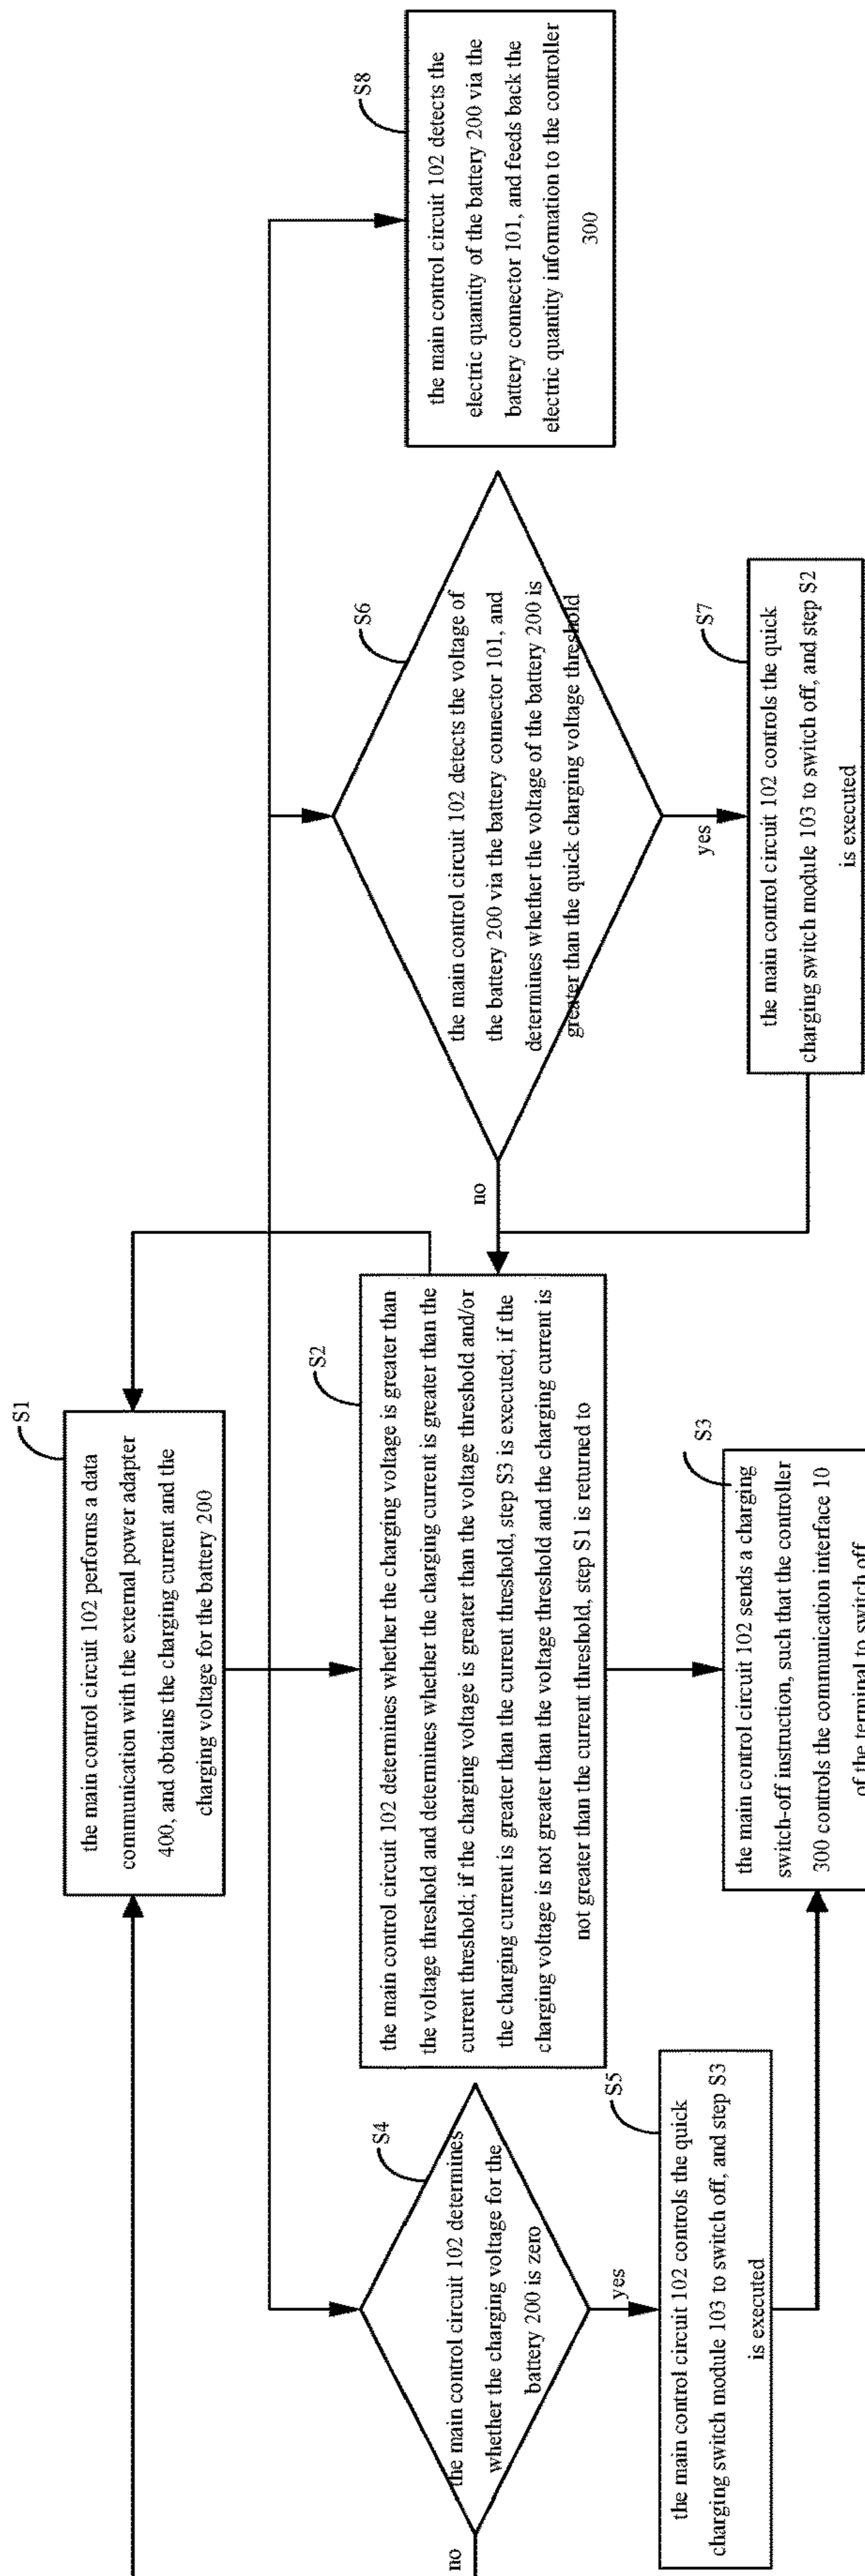 S1
the main control circuit 102 performs a data
communication with the external power adapter
400, and obtains the charging current and the
charging voltage for the battery 200
S4
the main control circuit 102 determines
whether the charging voltage for the
battery 200 is zero
no
yes
S5
the main control circuit 102 controls the quick
charging switch module 103 to switch off, and step S3
is executed
S2
the main control circuit 102 determines whether the charging voltage is greater than
the voltage threshold and determines whether the charging current is greater than the
current threshold; if the charging voltage is greater than the voltage threshold and/or
the charging current is greater than the current threshold, step S3 is executed; if the
charging voltage is not greater than the voltage threshold and the charging current is
not greater than the current threshold, step S1 is returned to
S3
the main control circuit 102 sends a charging
switch-off instruction, such that the controller
300 controls the communication interface 10
of the terminal to switch off
S6
the main control circuit 102 detects the voltage of
the battery 200 via the battery connector 101, and
determines whether the voltage of the battery 200 is
greater than the quick charging voltage threshold
no
yes
S7
the main control circuit 102 controls the quick
charging switch module 103 to switch off, and step S2
is executed
S8
the main control circuit 102 detects the
electric quantity of the battery 200 via the
battery connector 101, and feeds back the
electric quantity information to the controller
300